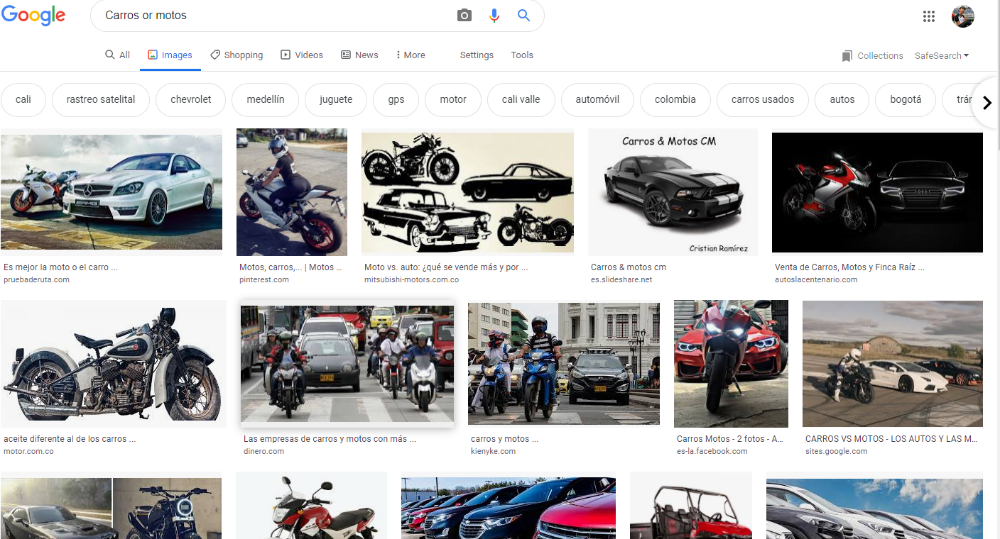 Google
Carros or motos
All
Images
Shopping
Videos
News
More
Settings
Tools
Collections
SafeSearch
cali
rastreo satelital
chevrolet
medellín
juguete
gps
motor
cali valle
automóvil
colombia
carros usados
autos
bogotá
Carros & Motos CM
Cristian Ramírez
AMG
Es mejor la moto o el carro ...
pruebaderuta.com
Motos, carros,... | Motos ...
pinterest.com
Moto vs. auto: ¿qué se vende más y por ...
mitsubishi-motors.com.co
Carros & motos cm
es.slideshare.net
Venta de Carros, Motos y Finca Raíz ...
autoslacentenario.com
aceite diferente al de los carros ...
motor.com.co
Las empresas de carros y motos con más ...
dinero.com
carros y motos ...
kienyke.com
Carros Motos - 2 fotos - A...
es-la.facebook.com
CARROS VS MOTOS - LOS AUTOS Y LAS M...
sites.google.com